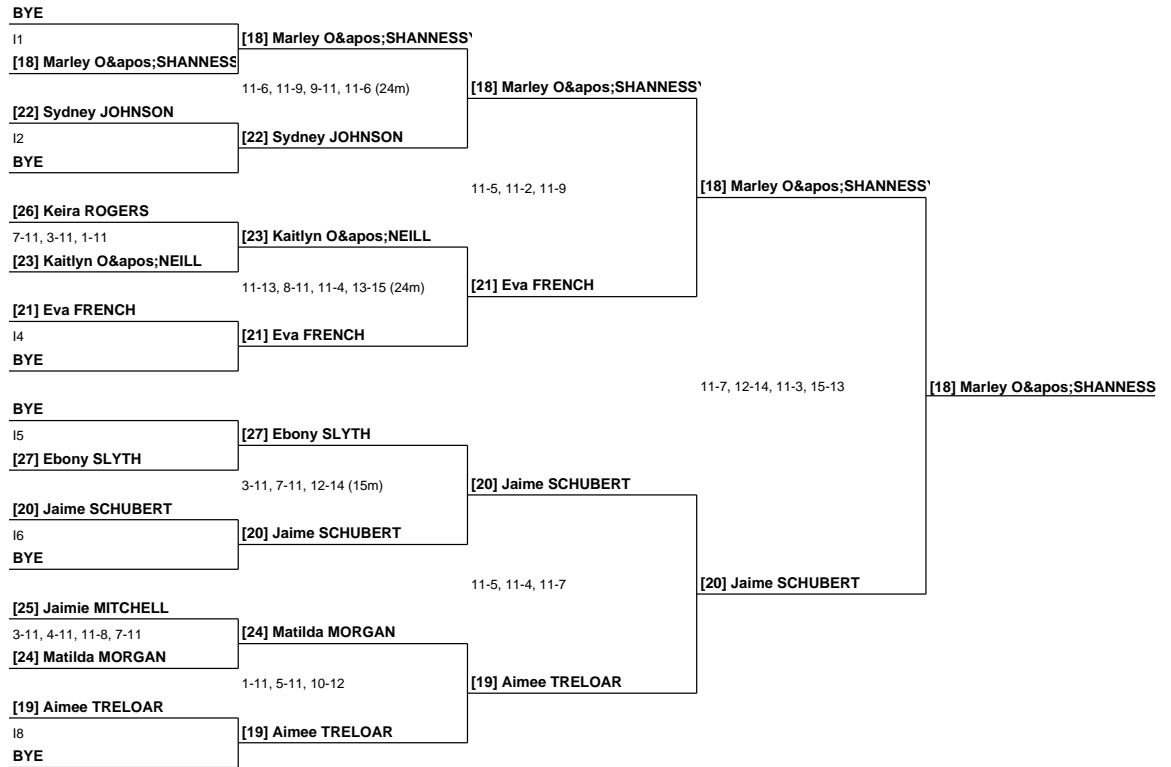 BYE
I1
[18] Marley O&apos;SHANNESS
[22] Sydney JOHNSON
I2
BYE
[26] Keira ROGERS
7-11, 3-11, 1-11
[23] Kaitlyn O&apos;NEILL
[21] Eva FRENCH
I4
BYE
BYE
I5
[27] Ebony SLYTH
[20] Jaime SCHUBERT
I6
BYE
[25] Jaimie MITCHELL
3-11, 4-11, 11-8, 7-11
[24] Matilda MORGAN
[19] Aimee TRELOAR
I8
BYE
[18] Marley O&apos;SHANNESSY
11-6, 11-9, 9-11, 11-6 (24m)
[22] Sydney JOHNSON
[23] Kaitlyn O&apos;NEILL
11-13, 8-11, 11-4, 13-15 (24m)
[21] Eva FRENCH
[27] Ebony SLYTH
3-11, 7-11, 12-14 (15m)
[20] Jaime SCHUBERT
[24] Matilda MORGAN
1-11, 5-11, 10-12
[19] Aimee TRELOAR
[18] Marley O&apos;SHANNESSY
11-5, 11-2, 11-9
[21] Eva FRENCH
[20] Jaime SCHUBERT
11-5, 11-4, 11-7
[19] Aimee TRELOAR
[18] Marley O&apos;SHANNESSY
11-7, 12-14, 11-3, 15-13
[20] Jaime SCHUBERT
[18] Marley O&apos;SHANNESS